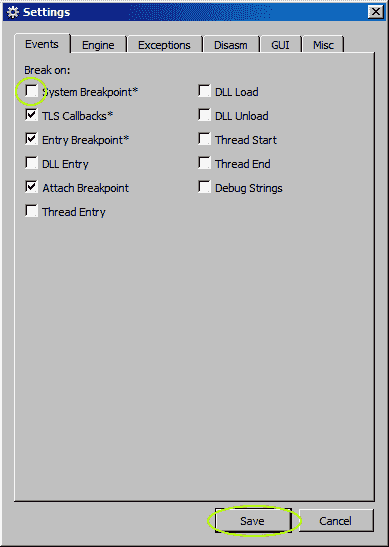 Settings
Events Engine Exceptions Disasm GUI Misc
Break on:
System Breakpoint* DLL Load
TLS Callbacks* DLL Unload
Entry Breakpoint* Thread Start
DLL Entry Thread End
Attach Breakpoint Debug Strings
Thread Entry
Save Cancel